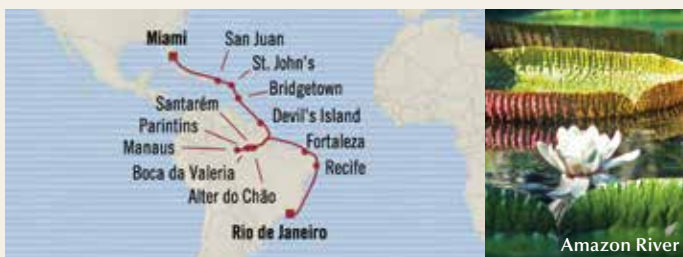 Miami
San Juan
St. John's
Bridgetown
Santarém
Devil's Island
Parintins
Fortaleza
Manaus
Recife
Boca da Valeria
Alter do Chão
Rio de Janeiro
Amazon River